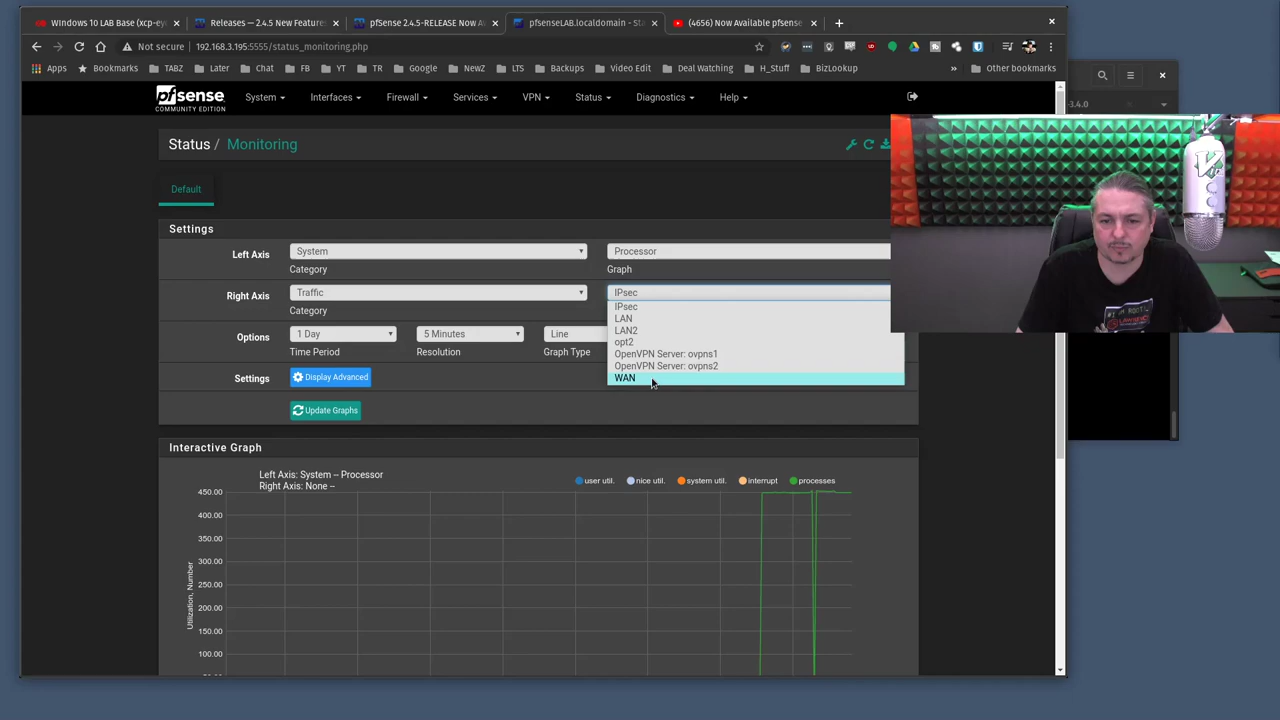 WINDOWS 10 LAB Base (xcp-ey
Releases — 2.4.5 New Features
pfSense 2.4.5-RELEASE Now A
pfsenseLAB.localdomain - Sta
(4656) Now Available pfsense
Not secure | 192.168.3.195:5555/status_monitoring.php
Apps Bookmarks TABZ Later Chat FB YT TR Google NewZ LTS Backups Video Edit Deal Watching H_Stuff BizLookup » Other bookmarks
-3.4.0
pfsense
COMMUNITY EDITION
System Interfaces Firewall Services VPN Status Diagnostics Help
Status / Monitoring
Default
Settings
Left Axis System Processor
Category Graph
Right Axis Traffic IPsec
Category
IPsec
LAN
LAN2
opt2
OpenVPN Server: ovpns1
OpenVPN Server: ovpns2
WAN
Options 1 Day 5 Minutes Line
Time Period Resolution Graph Type
Settings Display Advanced
Update Graphs
Interactive Graph
Left Axis: System -- Processor
Right Axis: None --
user util. nice util. system util. interrupt processes
450.00
400.00
350.00
300.00
250.00
200.00
150.00
100.00
Utilization, Number